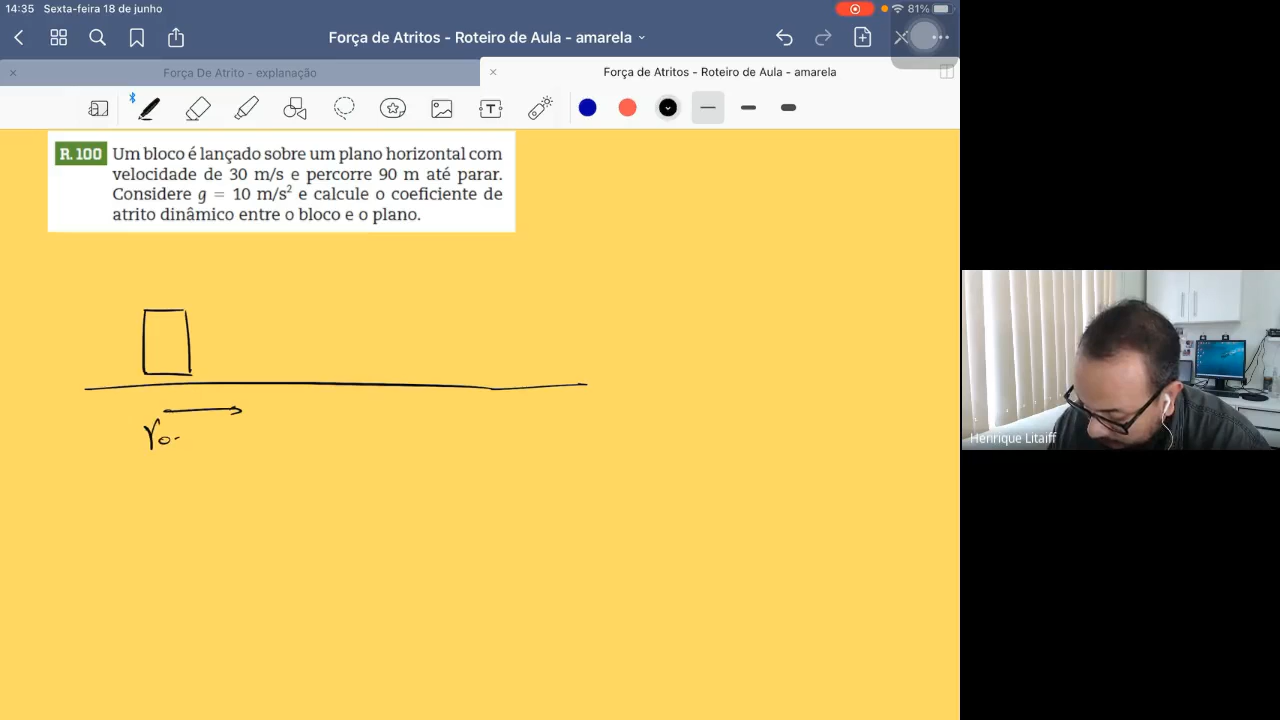 14:35 Sexta-feira 18 de junho
81%
Força de Atritos - Roteiro de Aula - amarela
Força De Atrito - explanação
Força de Atritos - Roteiro de Aula - amarela
T
R. 100 Um bloco é lançado sobre um plano horizontal com
velocidade de 30 m/s e percorre 90 m até parar.
Considere g = 10 m/s² e calcule o coeficiente de
atrito dinâmico entre o bloco e o plano.
Henrique Litaiff